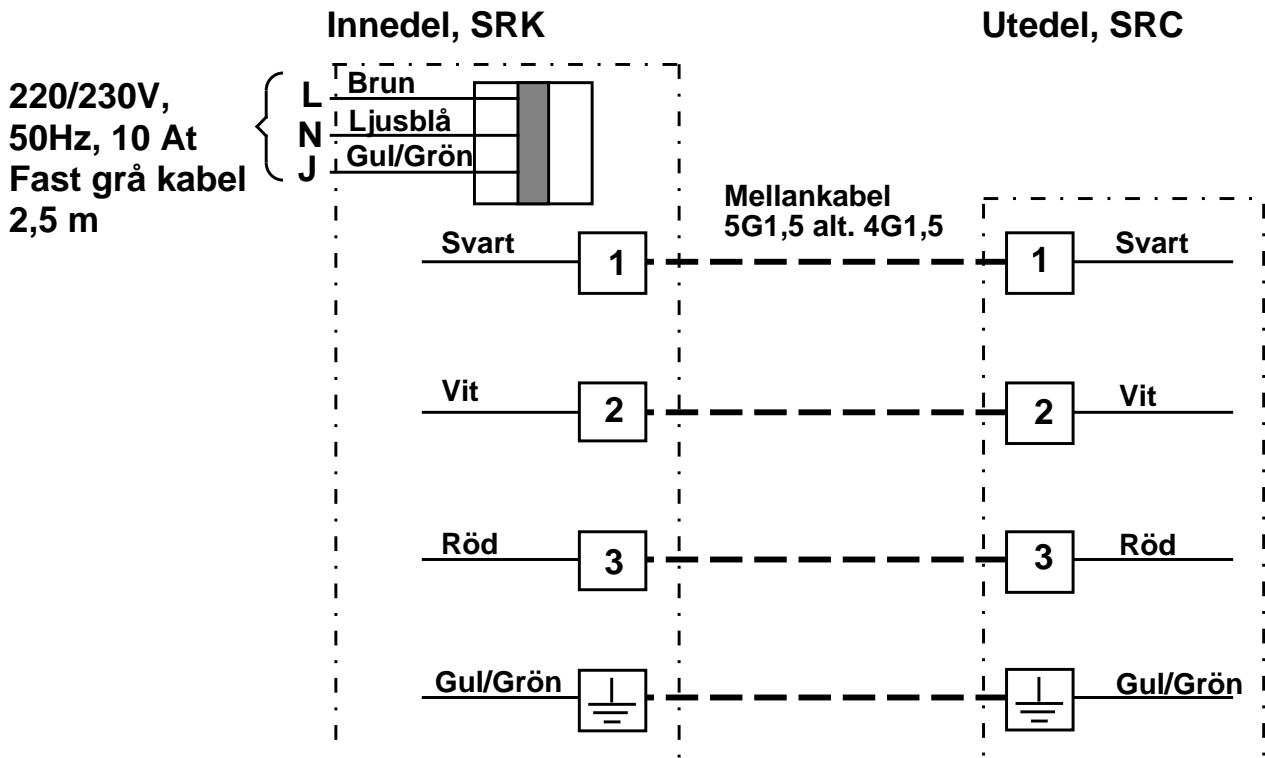 Innedel, SRK
Utedel, SRC
220/230V,
50Hz, 10 At
Fast grå kabel
2,5 m
L
Brun
N
Ljusblå
J
Gul/Grön
Mellankabel
5G1,5 alt. 4G1,5
Svart
1
1
Svart
Vit
2
2
Vit
Röd
3
3
Röd
Gul/Grön
Gul/Grön